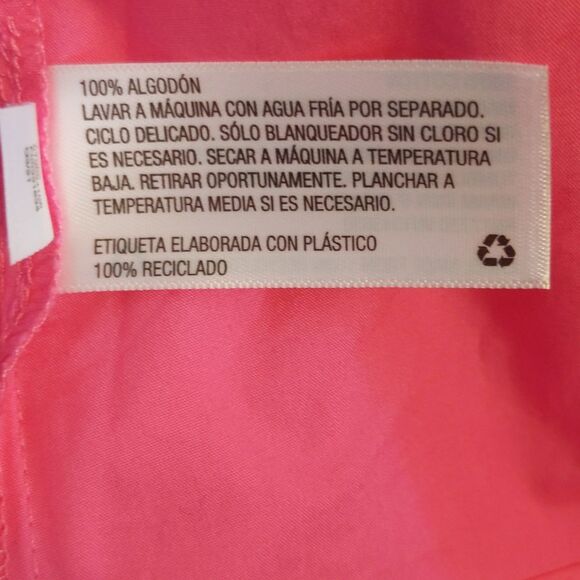 100% ALGODÓN
LAVAR A MÁQUINA CON AGUA FRÍA POR SEPARADO.
CICLO DELICADO. SÓLO BLANQUEADOR SIN CLORO SI
ES NECESARIO. SECAR A MÁQUINA A TEMPERATURA
BAJA. RETIRAR OPORTUNAMENTE. PLANCHAR A
TEMPERATURA MEDIA SI ES NECESARIO.
ETIQUETA ELABORADA CON PLÁSTICO
100% RECICLADO